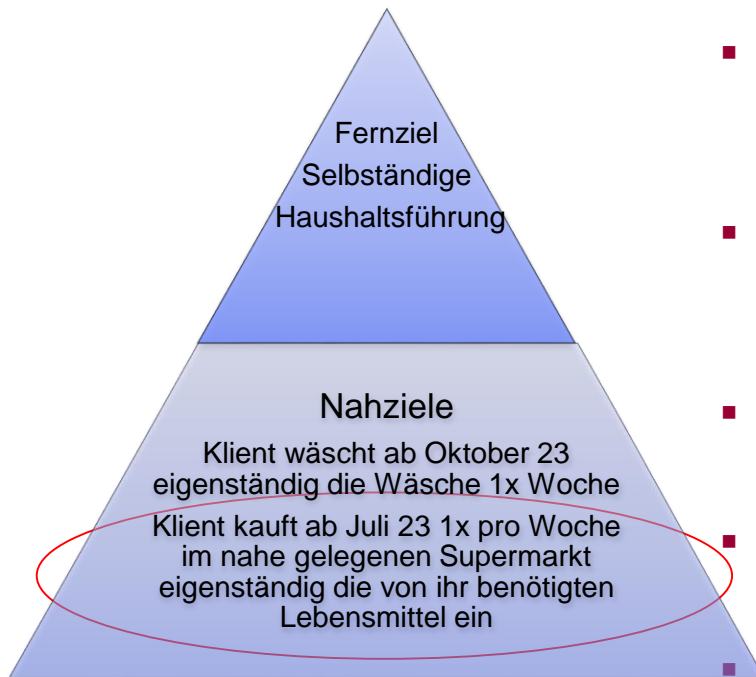 Fernziel
Selbständige
Haushaltsführung
Nahziele
Klient wäscht ab Oktober 23
eigenständig die Wäsche 1x Woche
Klient kauft ab Juli 23 1x pro Woche
im nahe gelegenen Supermarkt
eigenständig die von ihr benötigten
Lebensmittel ein